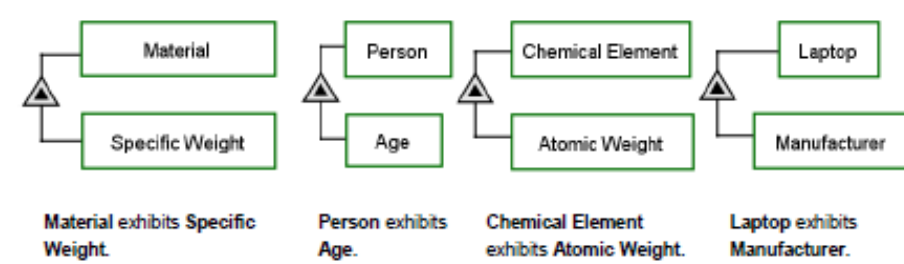 Material
Person
Chemical Element
Laptop
Specific Weight
Age
Atomic Weight
Manufacturer
Material exhibits Specific
Weight.
Person exhibits
Age.
Chemical Element
exhibits Atomic Weight.
Laptop exhibits
Manufacturer.